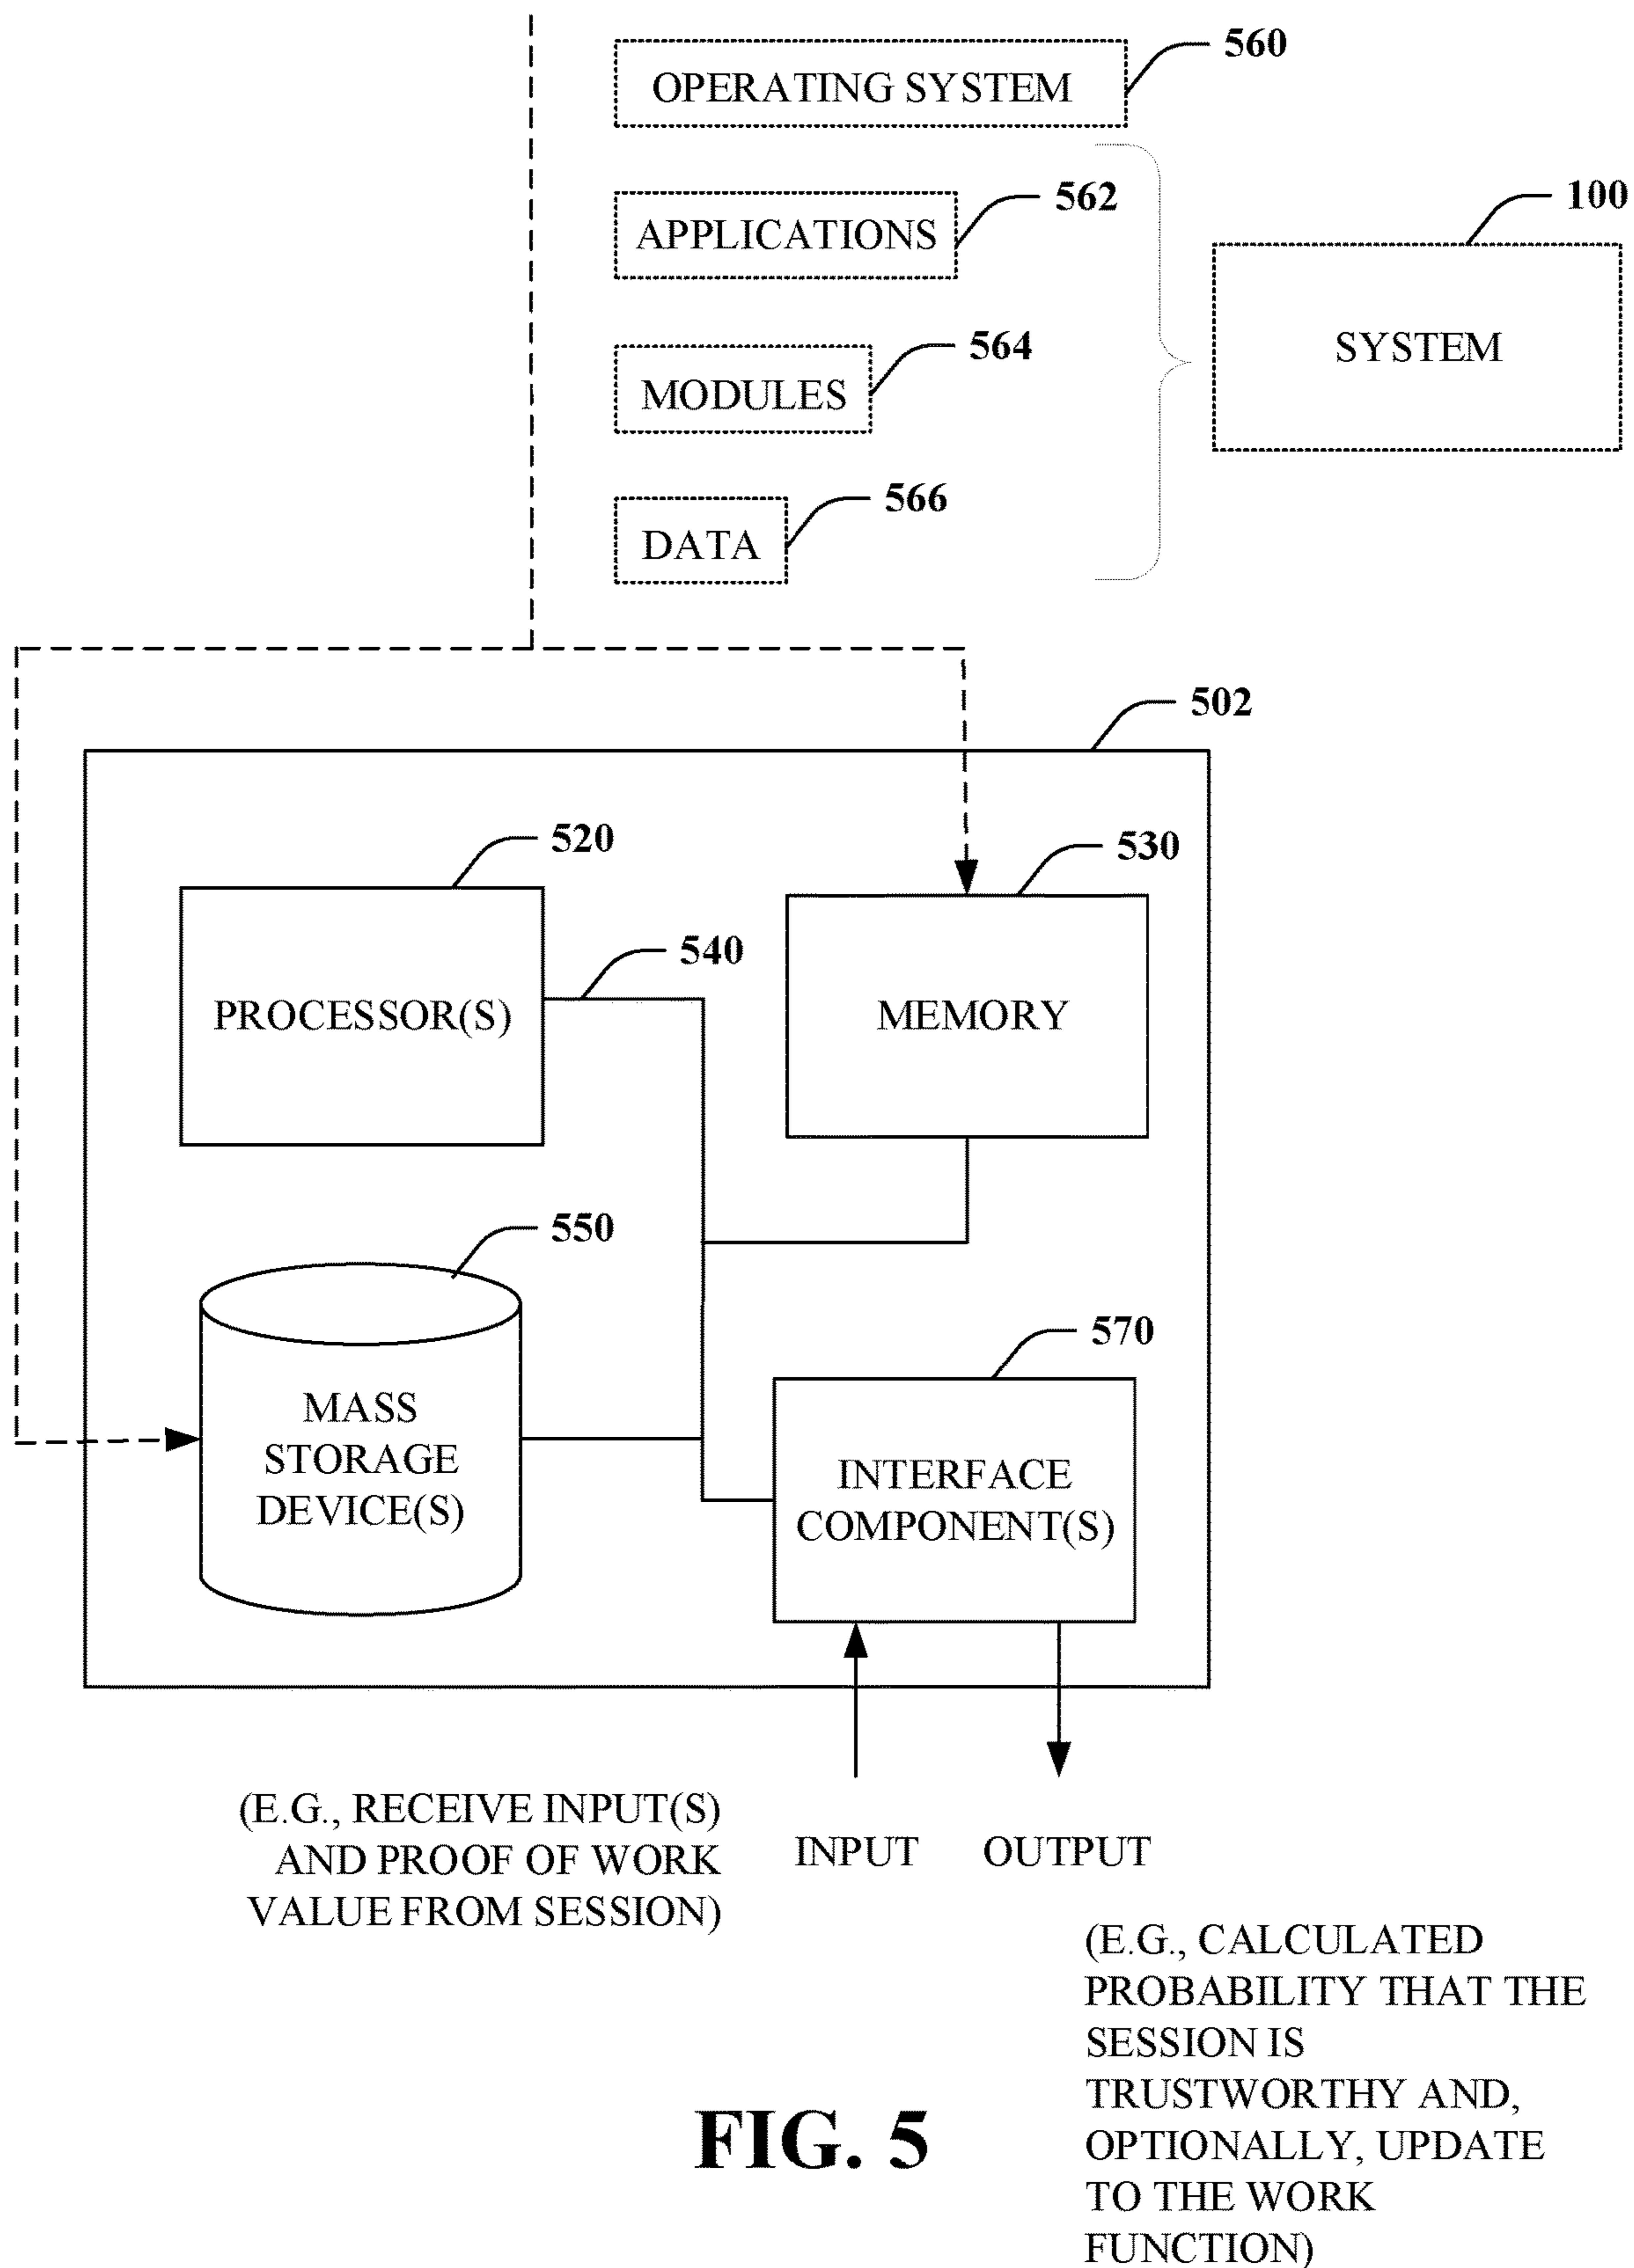 560
OPERATING SYSTEM
562
100
APPLICATIONS
564
SYSTEM
MODULES
566
DATA
502
520
530
540
PROCESSOR(S)
MEMORY
550
570
MASS
STORAGE
DEVICE(S)
INTERFACE
COMPONENT(S)
(E.G., RECEIVE INPUT(S)
AND PROOF OF WORK
VALUE FROM SESSION)
INPUT
OUTPUT
(E.G., CALCULATED
PROBABILITY THAT THE
SESSION IS
TRUSTWORTHY AND,
OPTIONALLY, UPDATE
TO THE WORK
FUNCTION)
FIG. 5